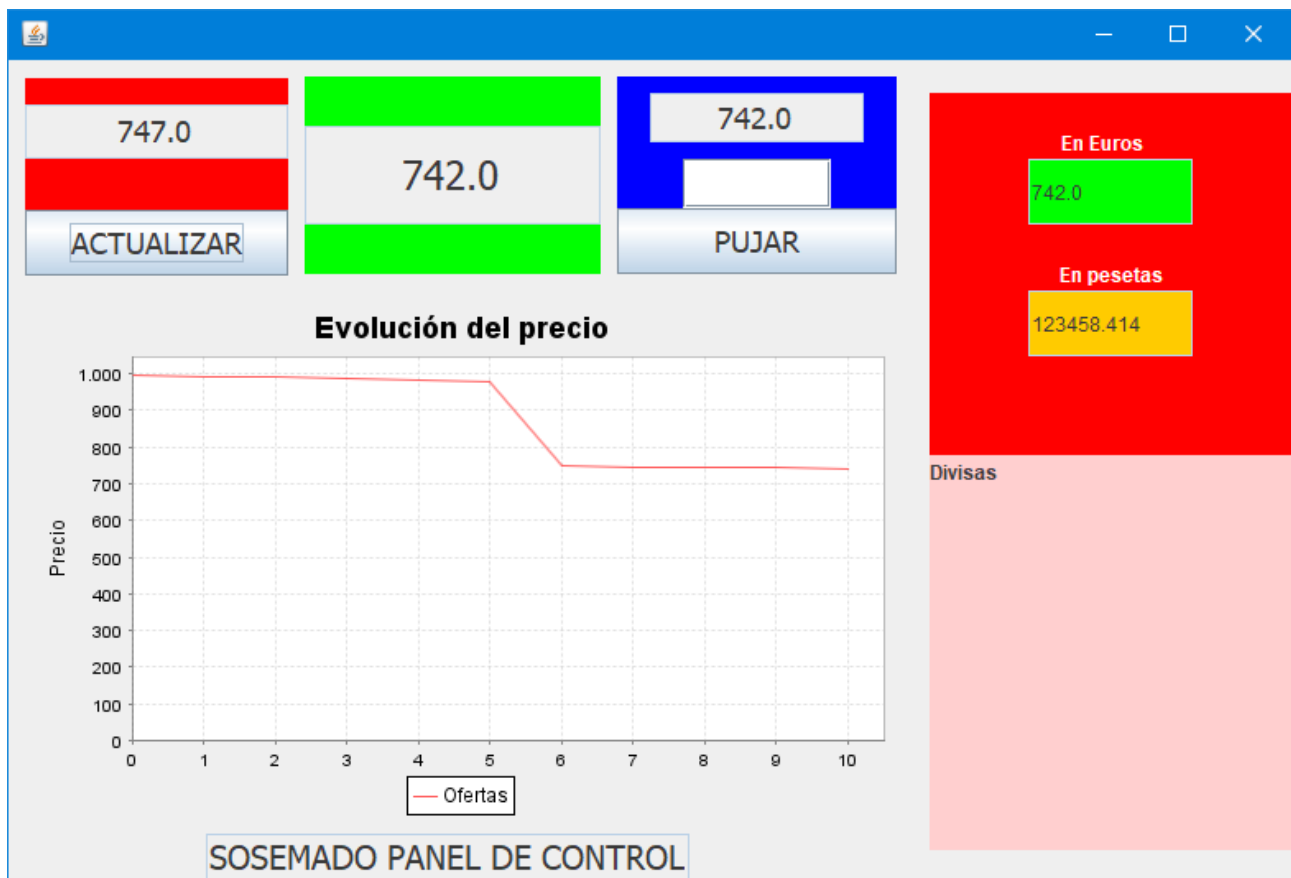 747.0
ACTUALIZAR
742.0
742.0
PUJAR
En Euros
742.0
En pesetas
123458.414
Divisas
Evolución del precio
Precio
1.000
900
800
700
600
500
400
300
200
100
0
0 1 2 3 4 5 6 7 8 9 10
Ofertas
SOSEMADO PANEL DE CONTROL